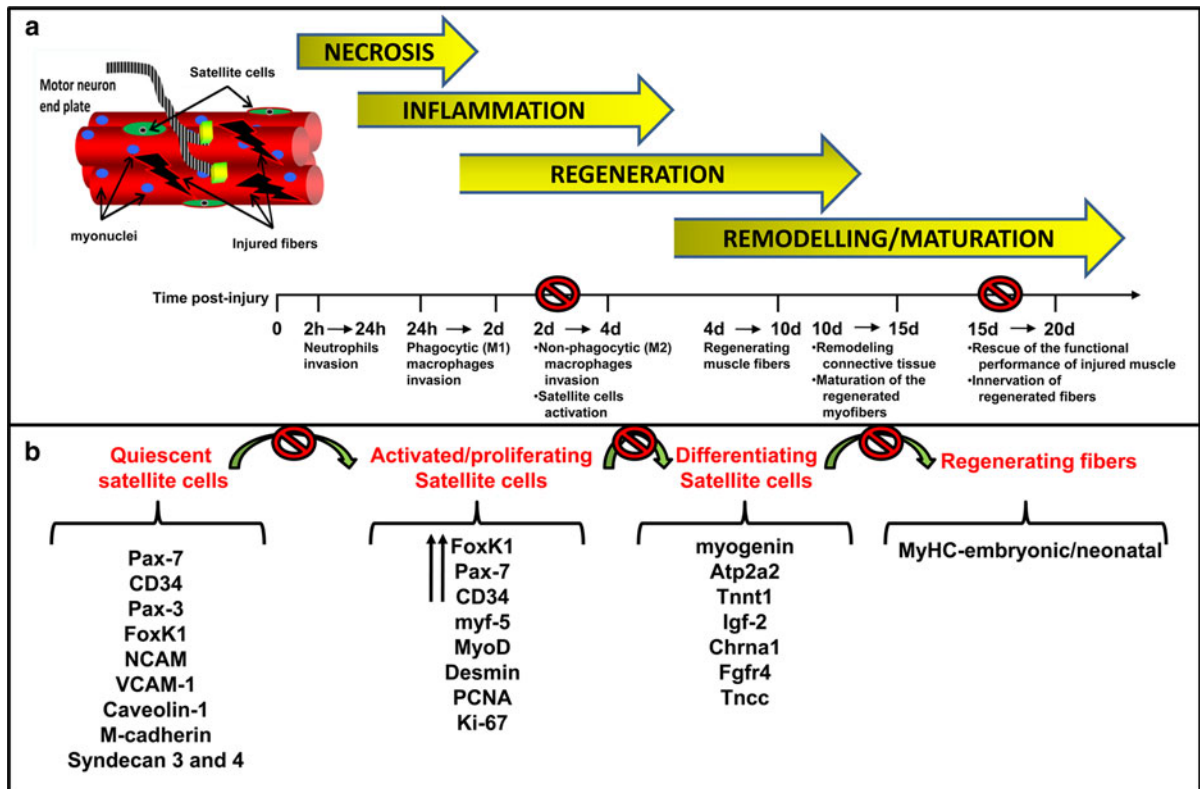 a
NECROSIS
Satellite cells
Motor neuron
end plate
INFLAMMATION
REGENERATION
myonuclei
Injured fibers
REMODELLING/MATURATION
Time post-injury
0
2h → 24h
Neutrophils
invasion
24h → 2d
Phagocytic (M1)
macrophages
invasion
2d → 4d
•Non-phagocytic (M2)
macrophages
invasion
•Satellite cells
activation
4d → 10d
Regenerating
muscle fibers
10d → 15d
•Remodeling
connective tissue
•Maturation of the
regenerated
myofibers
15d → 20d
•Rescue of the functional
performance of injured muscle
•Innervation of
regenerated fibers
b
Quiescent
satellite cells
Pax-7
CD34
Pax-3
FoxK1
NCAM
VCAM-1
Caveolin-1
M-cadherin
Syndecan 3 and 4
Activated/proliferating
Satellite cells
FoxK1
Pax-7
CD34
myf-5
MyoD
Desmin
PCNA
Ki-67
Differentiating
Satellite cells
myogenin
Atp2a2
Tnnt1
Igf-2
Chrna1
Fgfr4
Tncc
Regenerating fibers
MyHC-embryonic/neonatal